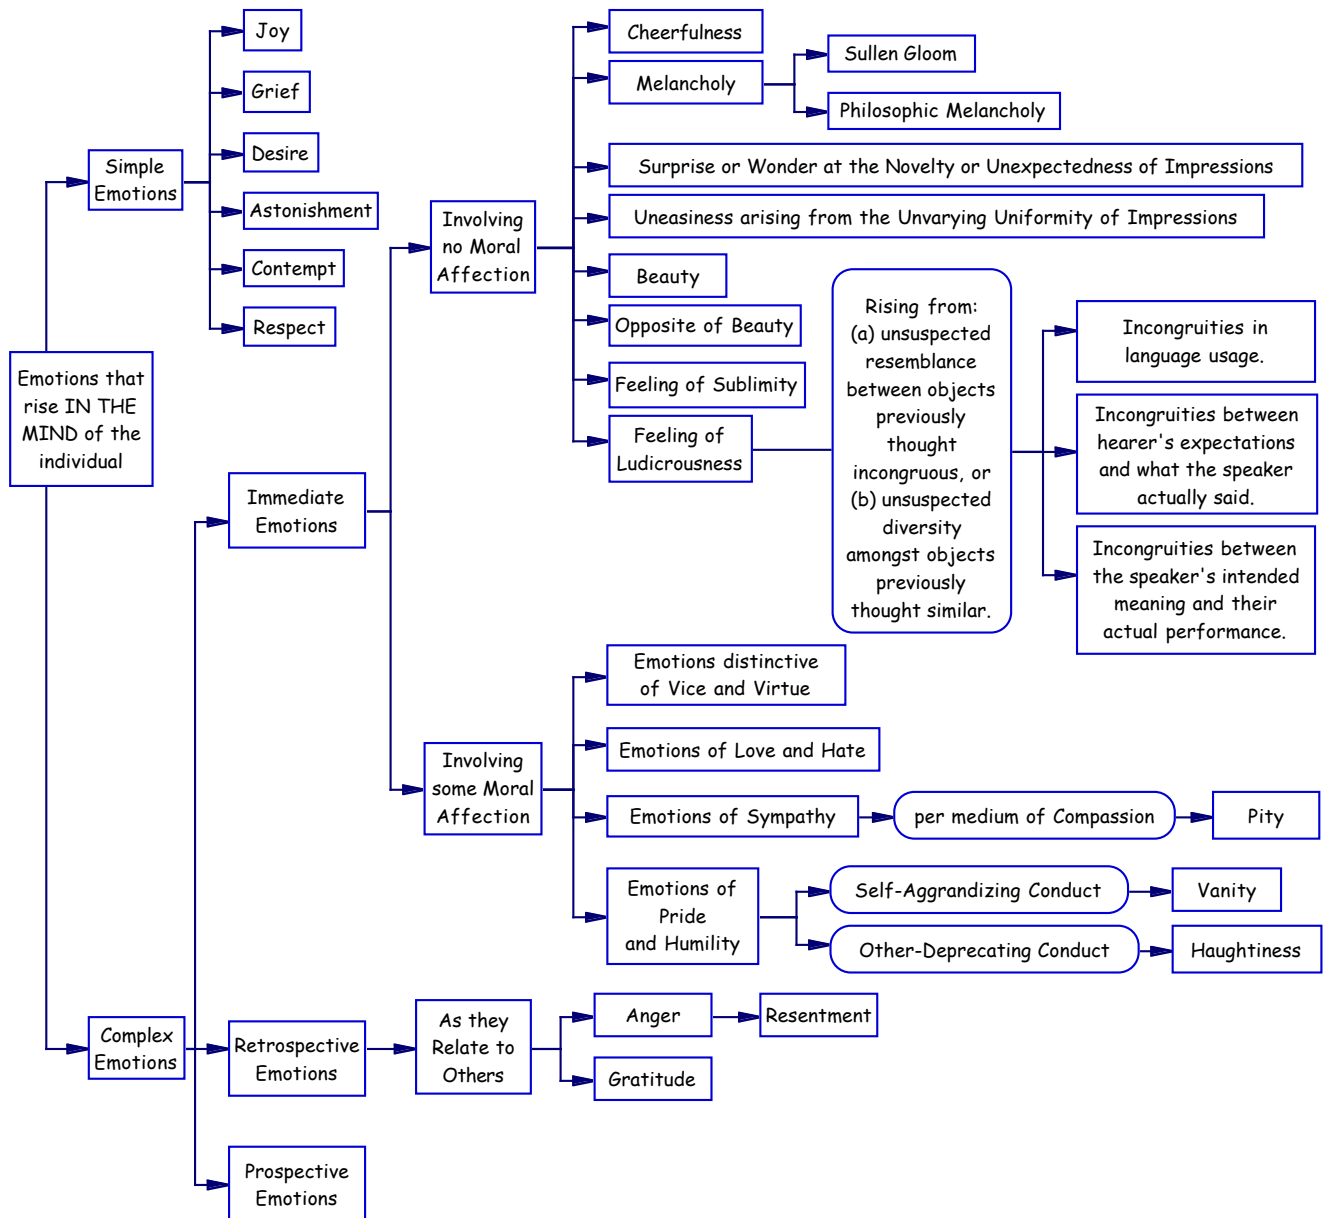 Emotions that
rise IN THE
MIND of the
individual
Simple
Emotions
Joy
Grief
Desire
Astonishment
Contempt
Respect
Complex
Emotions
Immediate
Emotions
Involving
no Moral
Affection
Cheerfulness
Melancholy
Sullen Gloom
Philosophic Melancholy
Surprise or Wonder at the Novelty or Unexpectedness of Impressions
Uneasiness arising from the Unvarying Uniformity of Impressions
Beauty
Opposite of Beauty
Feeling of Sublimity
Feeling of
Ludicrousness
Rising from:
(a) unsuspected
resemblance
between objects
previously
thought
incongruous, or
(b) unsuspected
diversity
amongst objects
previously
thought similar.
Incongruities in
language usage.
Incongruities between
hearer's expectations
and what the speaker
actually said.
Incongruities between
the speaker's intended
meaning and their
actual performance.
Involving
some Moral
Affection
Emotions distinctive
of Vice and Virtue
Emotions of Love and Hate
Emotions of Sympathy
per medium of Compassion
Pity
Emotions of
Pride
and Humility
Self-Aggrandizing Conduct
Vanity
Other-Deprecating Conduct
Haughtiness
Retrospective
Emotions
As they
Relate to
Others
Anger
Resentment
Gratitude
Prospective
Emotions